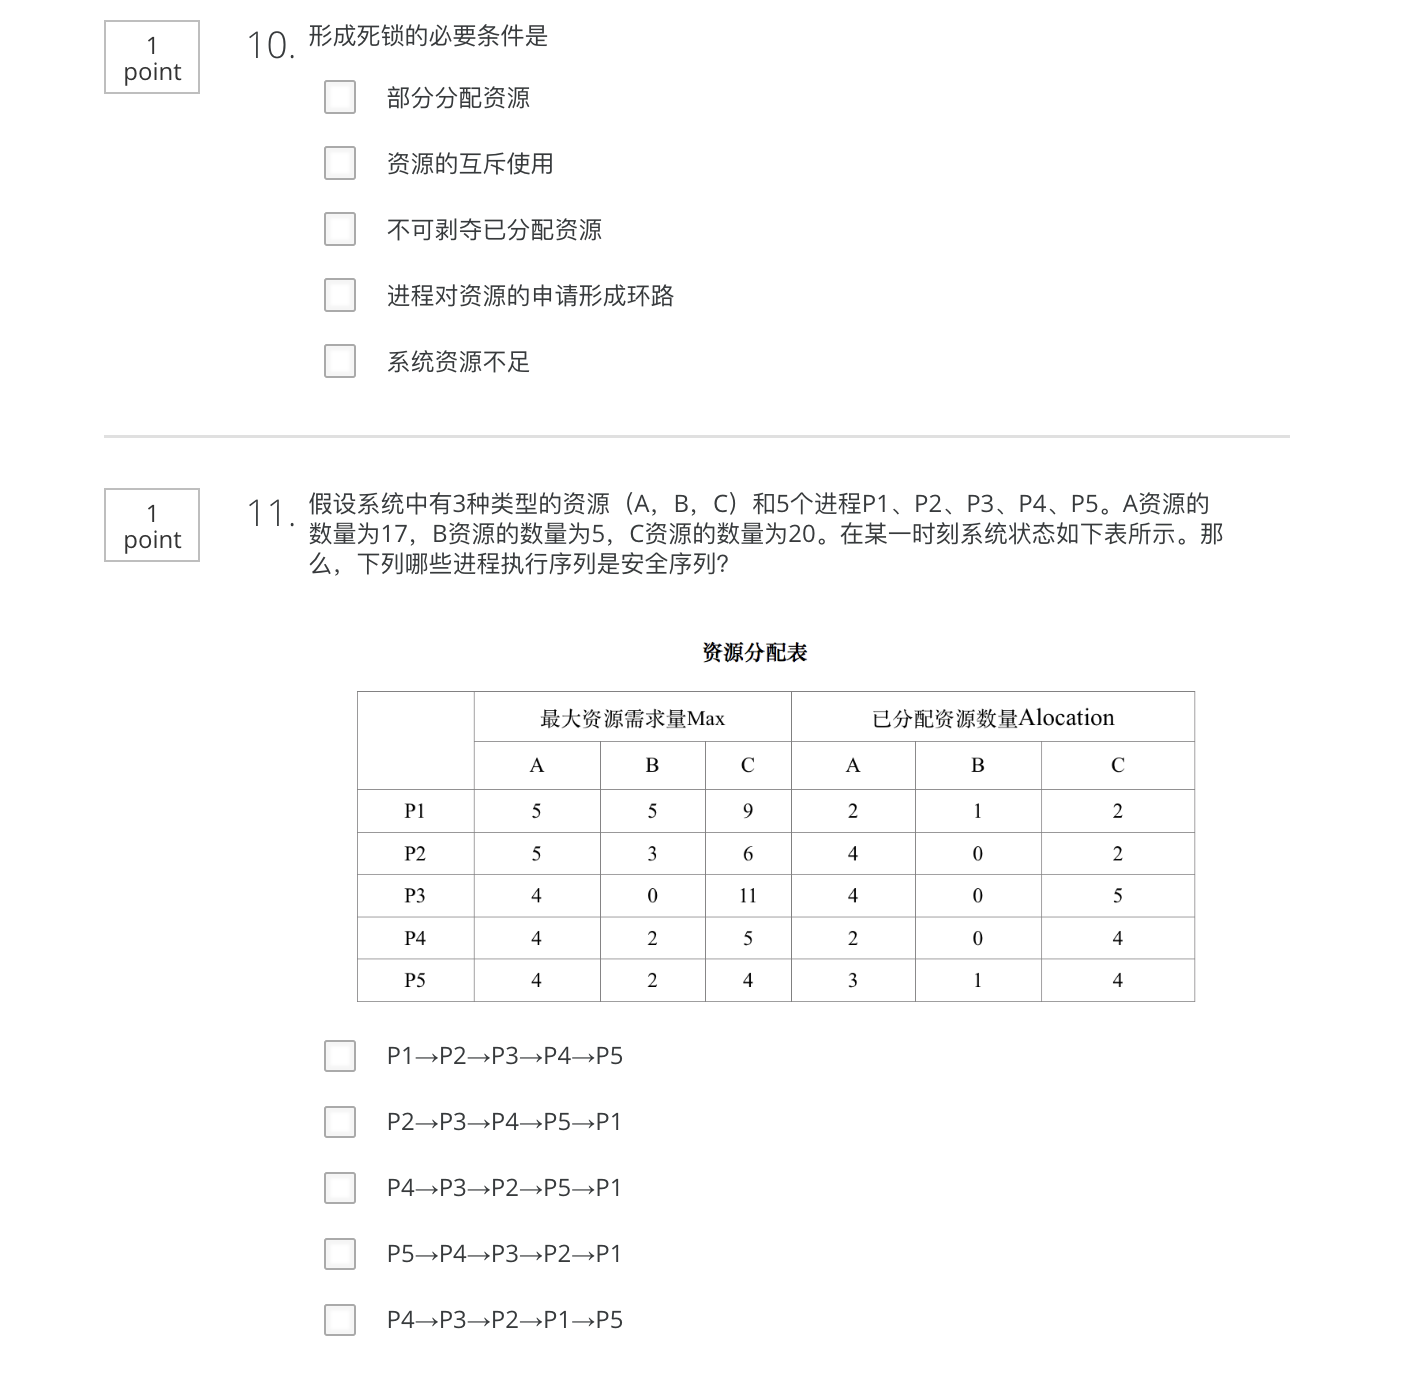 1
point
10. 形成死锁的必要条件是
部分分配资源
资源的互斥使用
不可剥夺已分配资源
进程对资源的申请形成环路
系统资源不足
1
point
11. 假设系统中有3种类型的资源（A，B，C）和5个进程P1、P2、P3、P4、P5。A资源的
数量为17，B资源的数量为5，C资源的数量为20。在某一时刻系统状态如下表所示。那
么，下列哪些进程执行序列是安全序列？
资源分配表
最大资源需求量Max 已分配资源数量Alocation
A B C A B C
P1 5 5 9 2 1 2
P2 5 3 6 4 0 2
P3 4 0 11 4 0 5
P4 4 2 5 2 0 4
P5 4 2 4 3 1 4
P1→P2→P3→P4→P5
P2→P3→P4→P5→P1
P4→P3→P2→P5→P1
P5→P4→P3→P2→P1
P4→P3→P2→P1→P5